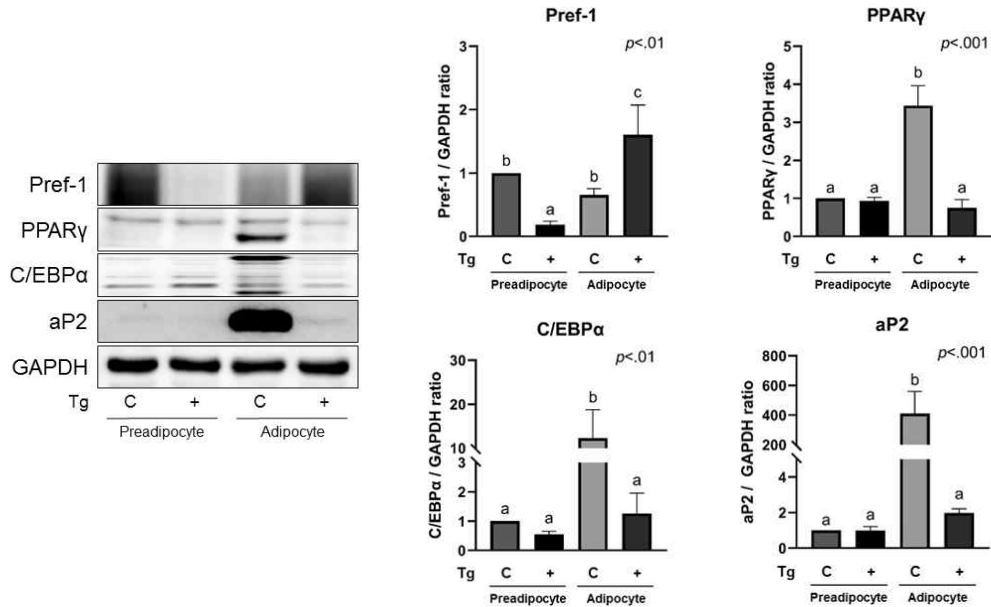 Pref-1
PPARγ
C/EBPα
aP2
GAPDH
Tg C + C +
Preadipocyte Adipocyte
Pref-1
p<.01
Pref-1 / GAPDH ratio
3
2
1
0
b
a
b
c
Tg C + C +
Preadipocyte Adipocyte
PPARγ
p<.001
PPARγ / GAPDH ratio
5
4
3
2
1
0
a
a
b
a
Tg C + C +
Preadipocyte Adipocyte
C/EBPα
p<.01
C/EBPα / GAPDH ratio
30
20
10
3
2
1
0
a
a
b
a
Tg C + C +
Preadipocyte Adipocyte
aP2
p<.001
aP2 / GAPDH ratio
800
600
400
200
6
4
2
0
a
a
b
a
Tg C + C +
Preadipocyte Adipocyte